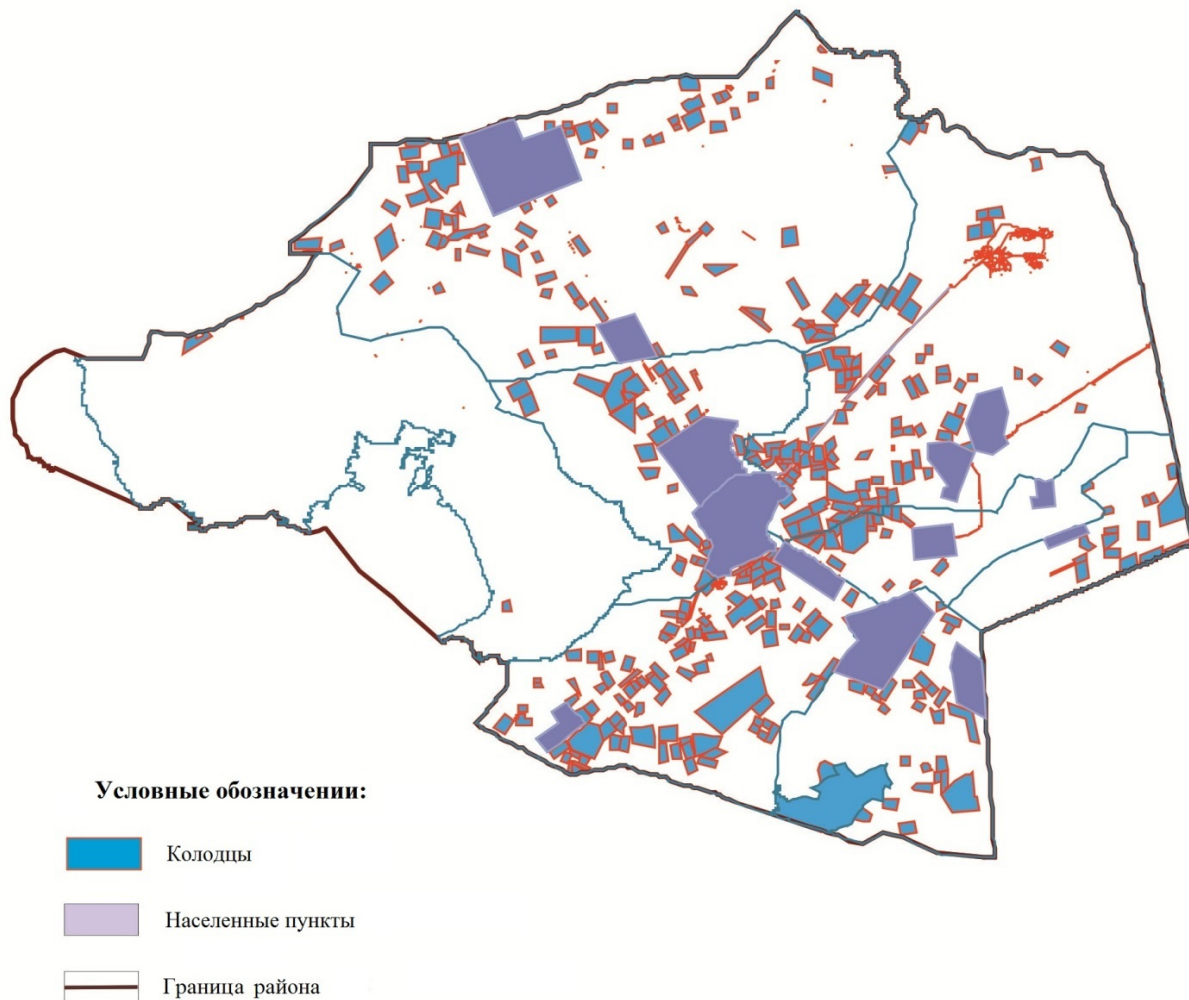 Условные обозначении:
Колодцы
Населенные пункты
Граница района